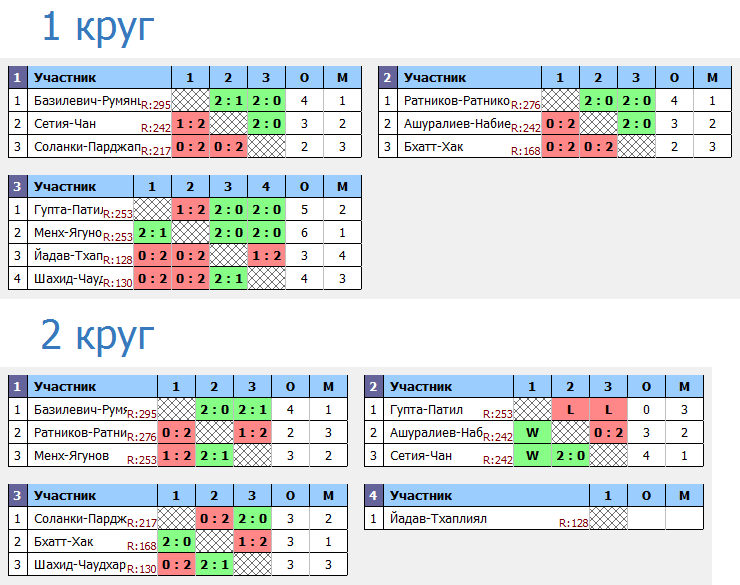 1 круг
1 Участник 1 2 3 О М
1 Базилевич-Румянц R:295 2 : 1 2 : 0 4 1
2 Сетия-Чан R:242 1 : 2 2 : 0 3 2
3 Соланки-Парджап R:217 0 : 2 0 : 2 2 3
2 Участник 1 2 3 О М
1 Ратников-Ратнико R:276 2 : 0 2 : 0 4 1
2 Ашуралиев-Набие R:242 0 : 2 2 : 0 3 2
3 Бхатт-Хак R:168 0 : 2 0 : 2 2 3
3 Участник 1 2 3 4 О М
1 Гупта-Патил R:253 1 : 2 2 : 0 2 : 0 5 2
2 Менх-Ягуно R:253 2 : 1 2 : 0 2 : 0 6 1
3 Йадав-Тхап R:128 0 : 2 0 : 2 1 : 2 3 4
4 Шахид-Чауд R:130 0 : 2 0 : 2 2 : 1 4 3
2 круг
1 Участник 1 2 3 О М
1 Базилевич-Румя R:295 2 : 0 2 : 1 4 1
2 Ратников-Ратни R:276 0 : 2 1 : 2 2 3
3 Менх-Ягунов R:253 1 : 2 2 : 1 3 2
2 Участник 1 2 3 О М
1 Гупта-Патил R:253 L L 0 3
2 Ашуралиев-Наб R:242 W 0 : 2 3 2
3 Сетия-Чан R:242 W 2 : 0 4 1
3 Участник 1 2 3 О М
1 Соланки-Пардж R:217 0 : 2 2 : 0 3 2
2 Бхатт-Хак R:168 2 : 0 1 : 2 3 1
3 Шахид-Чаудхар R:130 0 : 2 2 : 1 3 3
4 Участник 1 О М
1 Йадав-Тхаплиял R:128